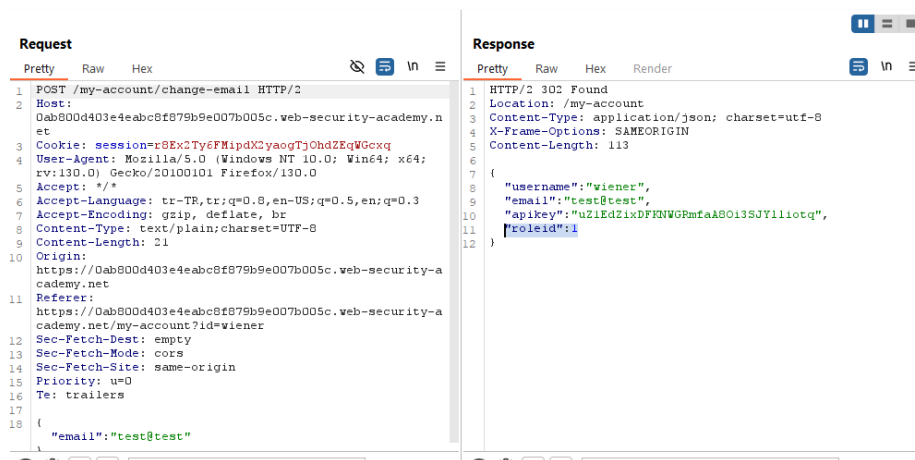 Request
Pretty Raw Hex \n
1 POST /my-account/change-email HTTP/2
2 Host:
0ab800d403e4eabc8f879b9e007b005c.web-security-academy.n
et
3 Cookie: session=r8Ex2Ty6FMipdX2yaogTjOhdZEqWGcxq
4 User-Agent: Mozilla/5.0 (Windows NT 10.0; Win64; x64;
rv:130.0) Gecko/20100101 Firefox/130.0
5 Accept: */*
6 Accept-Language: tr-TR,tr;q=0.8,en-US;q=0.5,en;q=0.3
7 Accept-Encoding: gzip, deflate, br
8 Content-Type: text/plain;charset=UTF-8
9 Content-Length: 21
10 Origin:
https://0ab800d403e4eabc8f879b9e007b005c.web-security-a
cademy.net
11 Referer:
https://0ab800d403e4eabc8f879b9e007b005c.web-security-a
cademy.net/my-account?id=wiener
12 Sec-Fetch-Dest: empty
13 Sec-Fetch-Mode: cors
14 Sec-Fetch-Site: same-origin
15 Priority: u=0
16 Te: trailers
17
18 {
"email":"test@test"
Response
Pretty Raw Hex Render \n
1 HTTP/2 302 Found
2 Location: /my-account
3 Content-Type: application/json; charset=utf-8
4 X-Frame-Options: SAMEORIGIN
5 Content-Length: 113
6
7 {
8 "username":"wiener",
9 "email":"test@test",
10 "apikey":"uZ1EdZixDFKNWGRmfaA8Oi3SJYlliotq",
11 "roleid":1
12 }